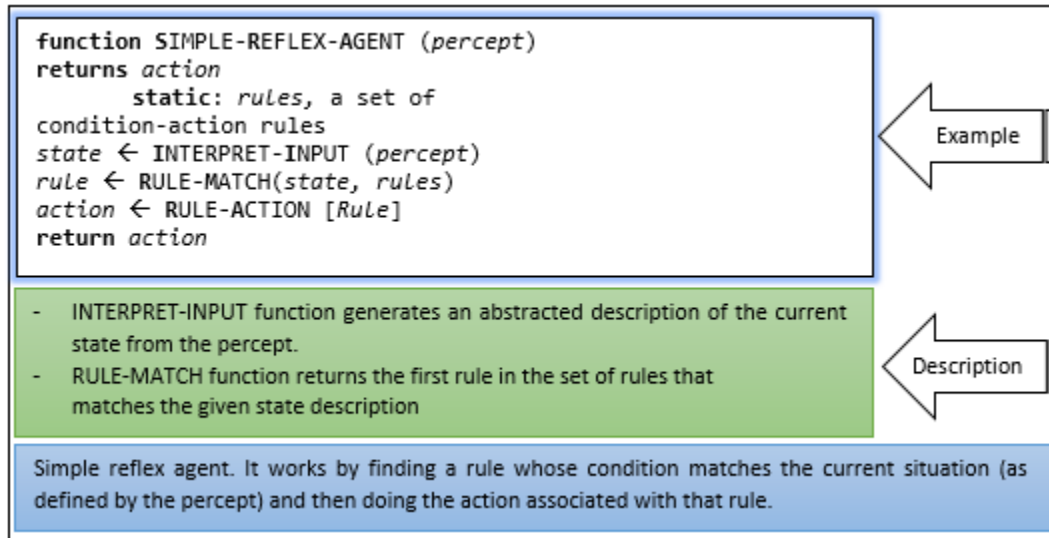 function SIMPLE-REFLEX-AGENT (percept)
returns action
static: rules, a set of
condition-action rules
state ← INTERPRET-INPUT (percept)
rule ← RULE-MATCH(state, rules)
action ← RULE-ACTION [Rule]
return action
Example
- INTERPRET-INPUT function generates an abstracted description of the current
state from the percept.
- RULE-MATCH function returns the first rule in the set of rules that
matches the given state description
Description
Simple reflex agent. It works by finding a rule whose condition matches the current situation (as
defined by the percept) and then doing the action associated with that rule.